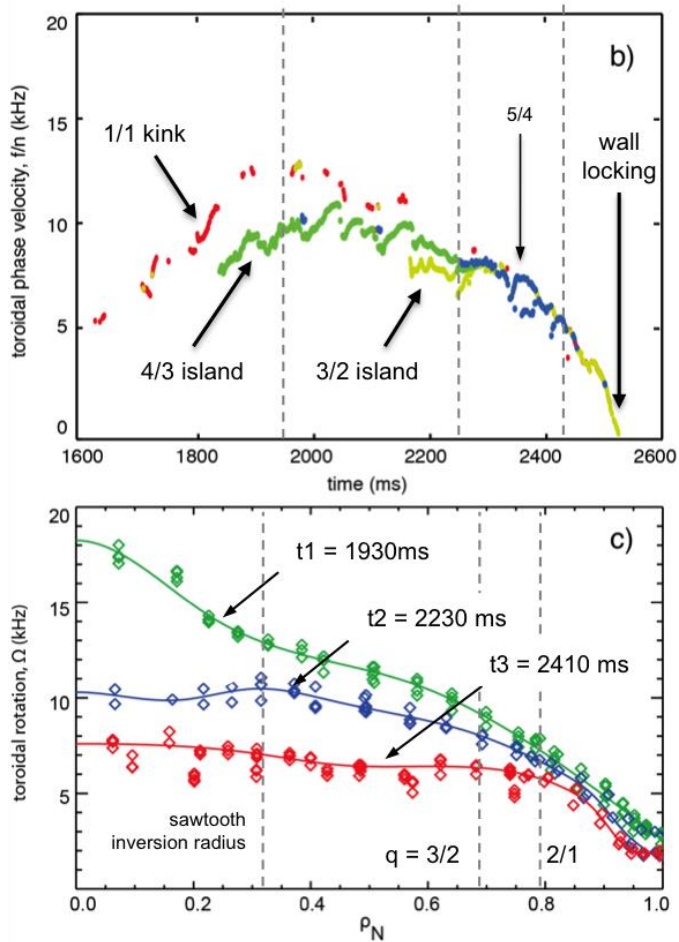 20
15
10
5
0
toroidal phase velocity, f/n (kHz)
b)
1/1 kink
5/4
wall
locking
4/3 island
3/2 island
1600
1800
2000
2200
2400
2600
time (ms)
20
15
10
5
toroidal rotation, Ω (kHz)
c)
t1 = 1930ms
t2 = 2230 ms
t3 = 2410 ms
sawtooth
inversion radius
q = 3/2
2/1
0.0
0.2
0.4
0.6
0.8
1.0
ρN